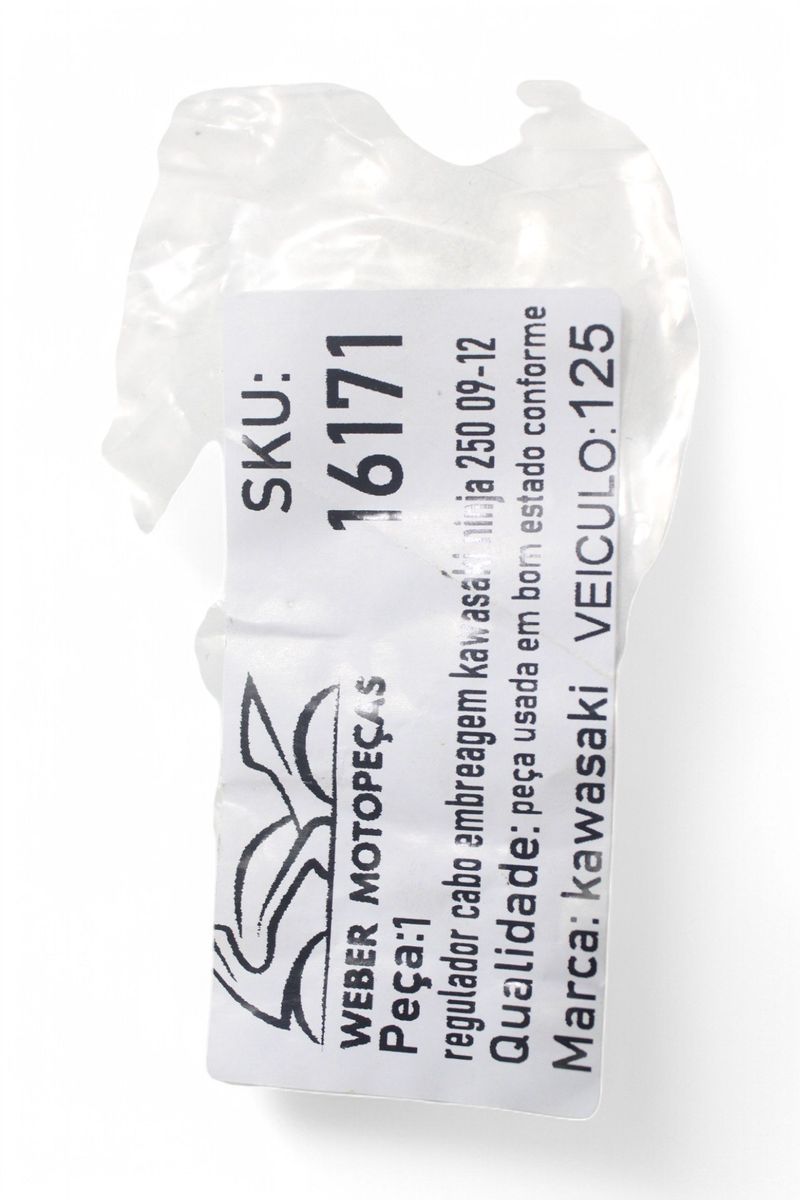 SKU:
16171
WEBER MOTOPEÇAS
Peça:1
regulador cabo embreagem kawasaki ninja 250 09-12
Qualidade: peça usada em bom estado conforme
Marca: kawasaki VEICULO: 125